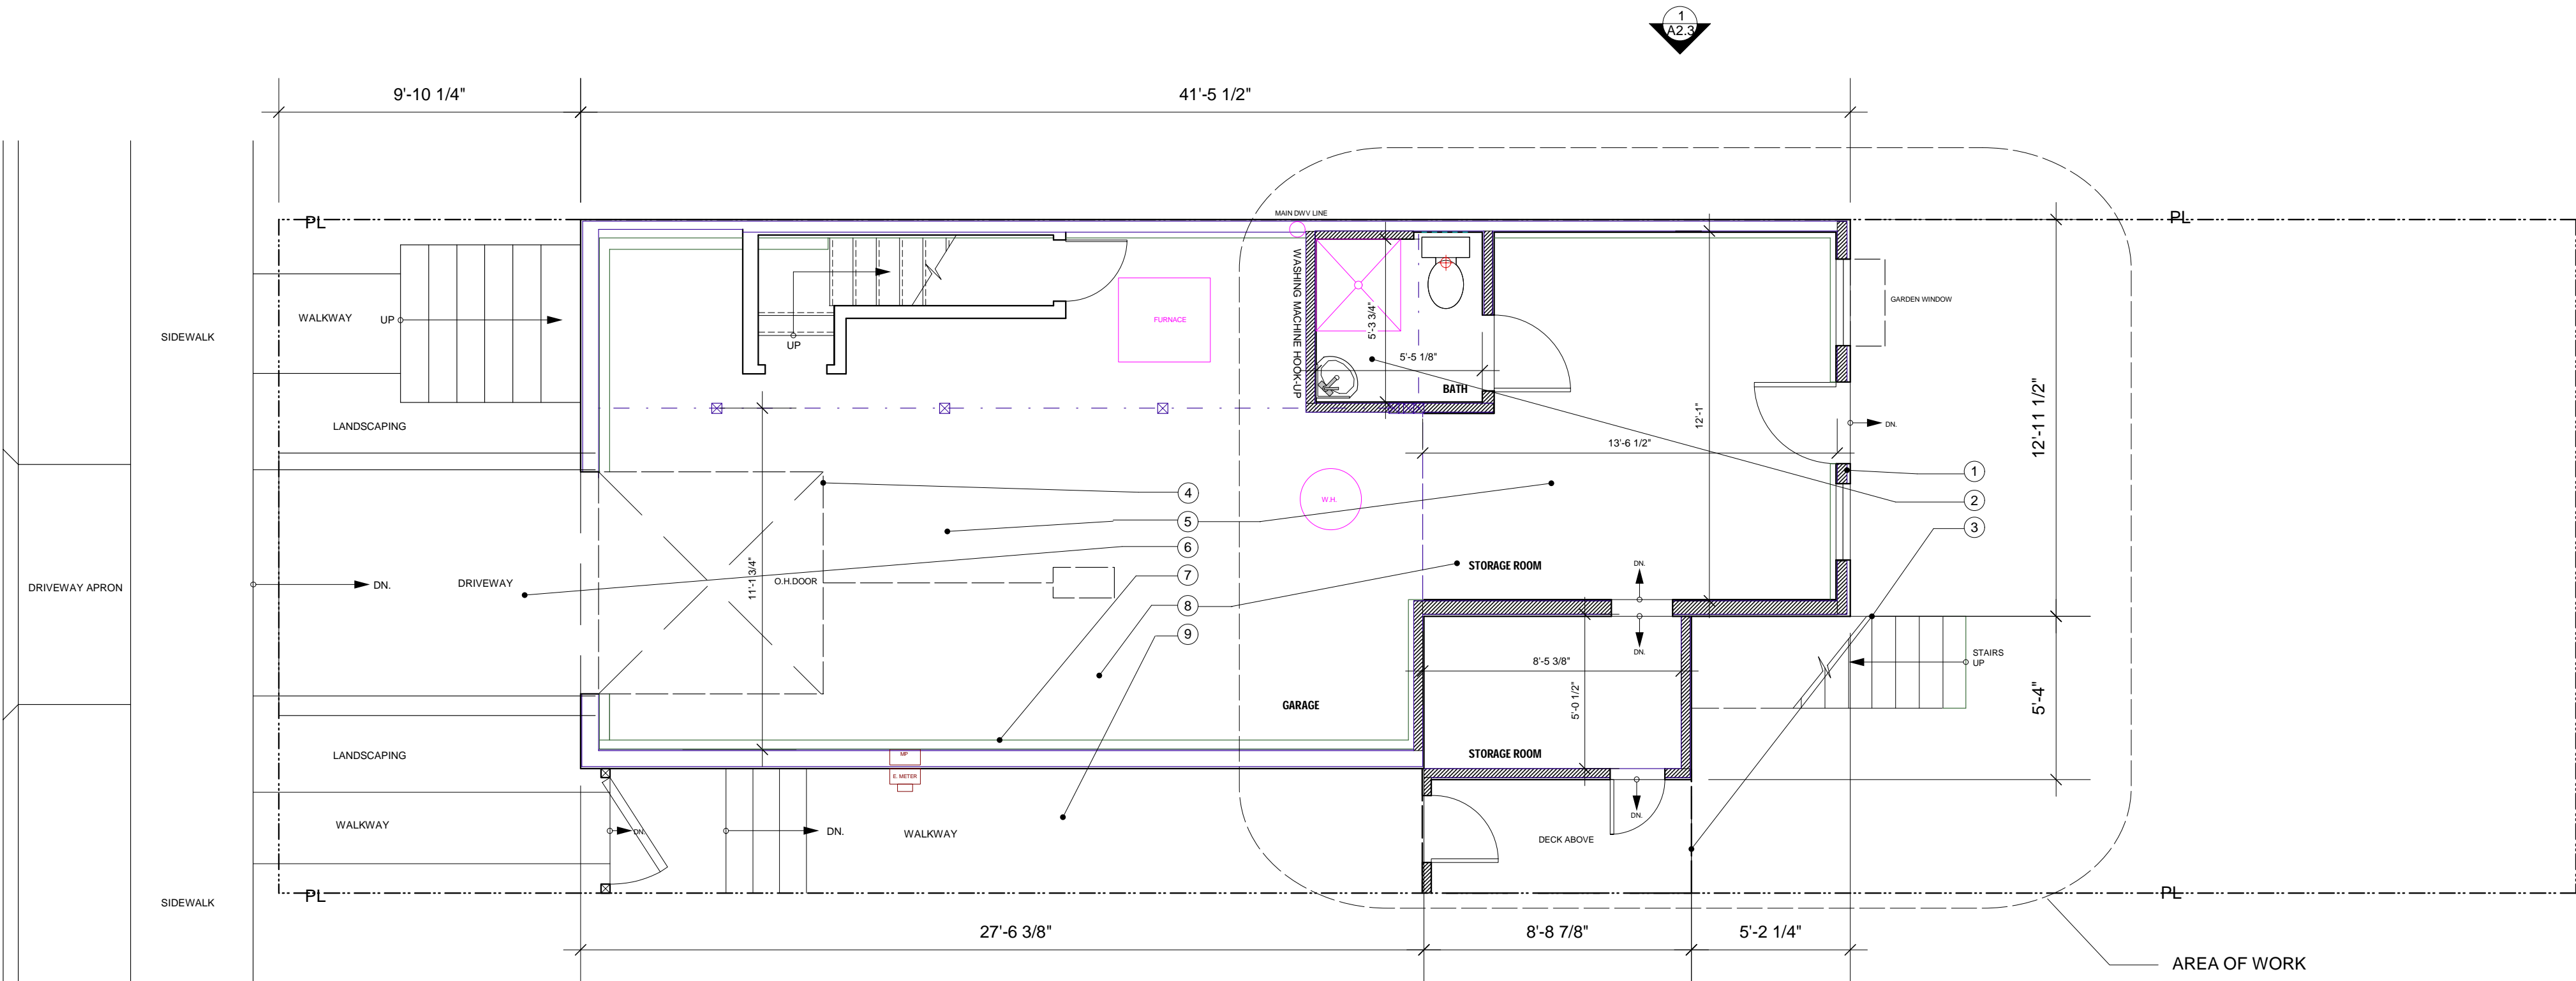 1
A2.3
9'-10 1/4"
41'-5 1/2"
PL
PL
MAIN DWV LINE
WASHING MACHINE HOOK-UP
FURNACE
GARDEN WINDOW
WALKWAY
UP
SIDEWALK
UP
5'-3 3/4"
5'-5 1/8"
BATH
12'-1"
DN.
12'-11 1/2"
LANDSCAPING
13'-6 1/2"
1
2
3
4
5
6
7
8
9
W.H.
STORAGE ROOM
DRIVEWAY APRON
DN.
DRIVEWAY
11'-1 3/4"
O.H.DOOR
DN.
DN.
8'-5 3/8"
5'-0 1/2"
STAIRS
UP
5'-4"
GARAGE
STORAGE ROOM
LANDSCAPING
MP
E. METER
WALKWAY
DN.
DN.
WALKWAY
DN.
DECK ABOVE
SIDEWALK
PL
PL
27'-6 3/8"
8'-8 7/8"
5'-2 1/4"
AREA OF WORK